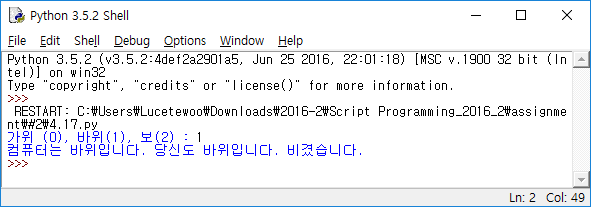 Python 3.5.2 Shell
File Edit Shell Debug Options Window Help
Python 3.5.2 (v3.5.2:4def2a2901a5, Jun 25 2016, 22:01:18) [MSC v.1900 32 bit (In
tel)] on win32
Type "copyright", "credits" or "license()" for more information.
>>>
RESTART: C:₩Users₩Lucetewoo₩Downloads₩2016-2₩Script Programming_2016_2₩assignme
nt₩#2₩4.17.py
가위 (0), 바위(1), 보(2) : 1
컴퓨터는 바위입니다. 당신도 바위입니다. 비겼습니다.
>>>
Ln: 2 Col: 49